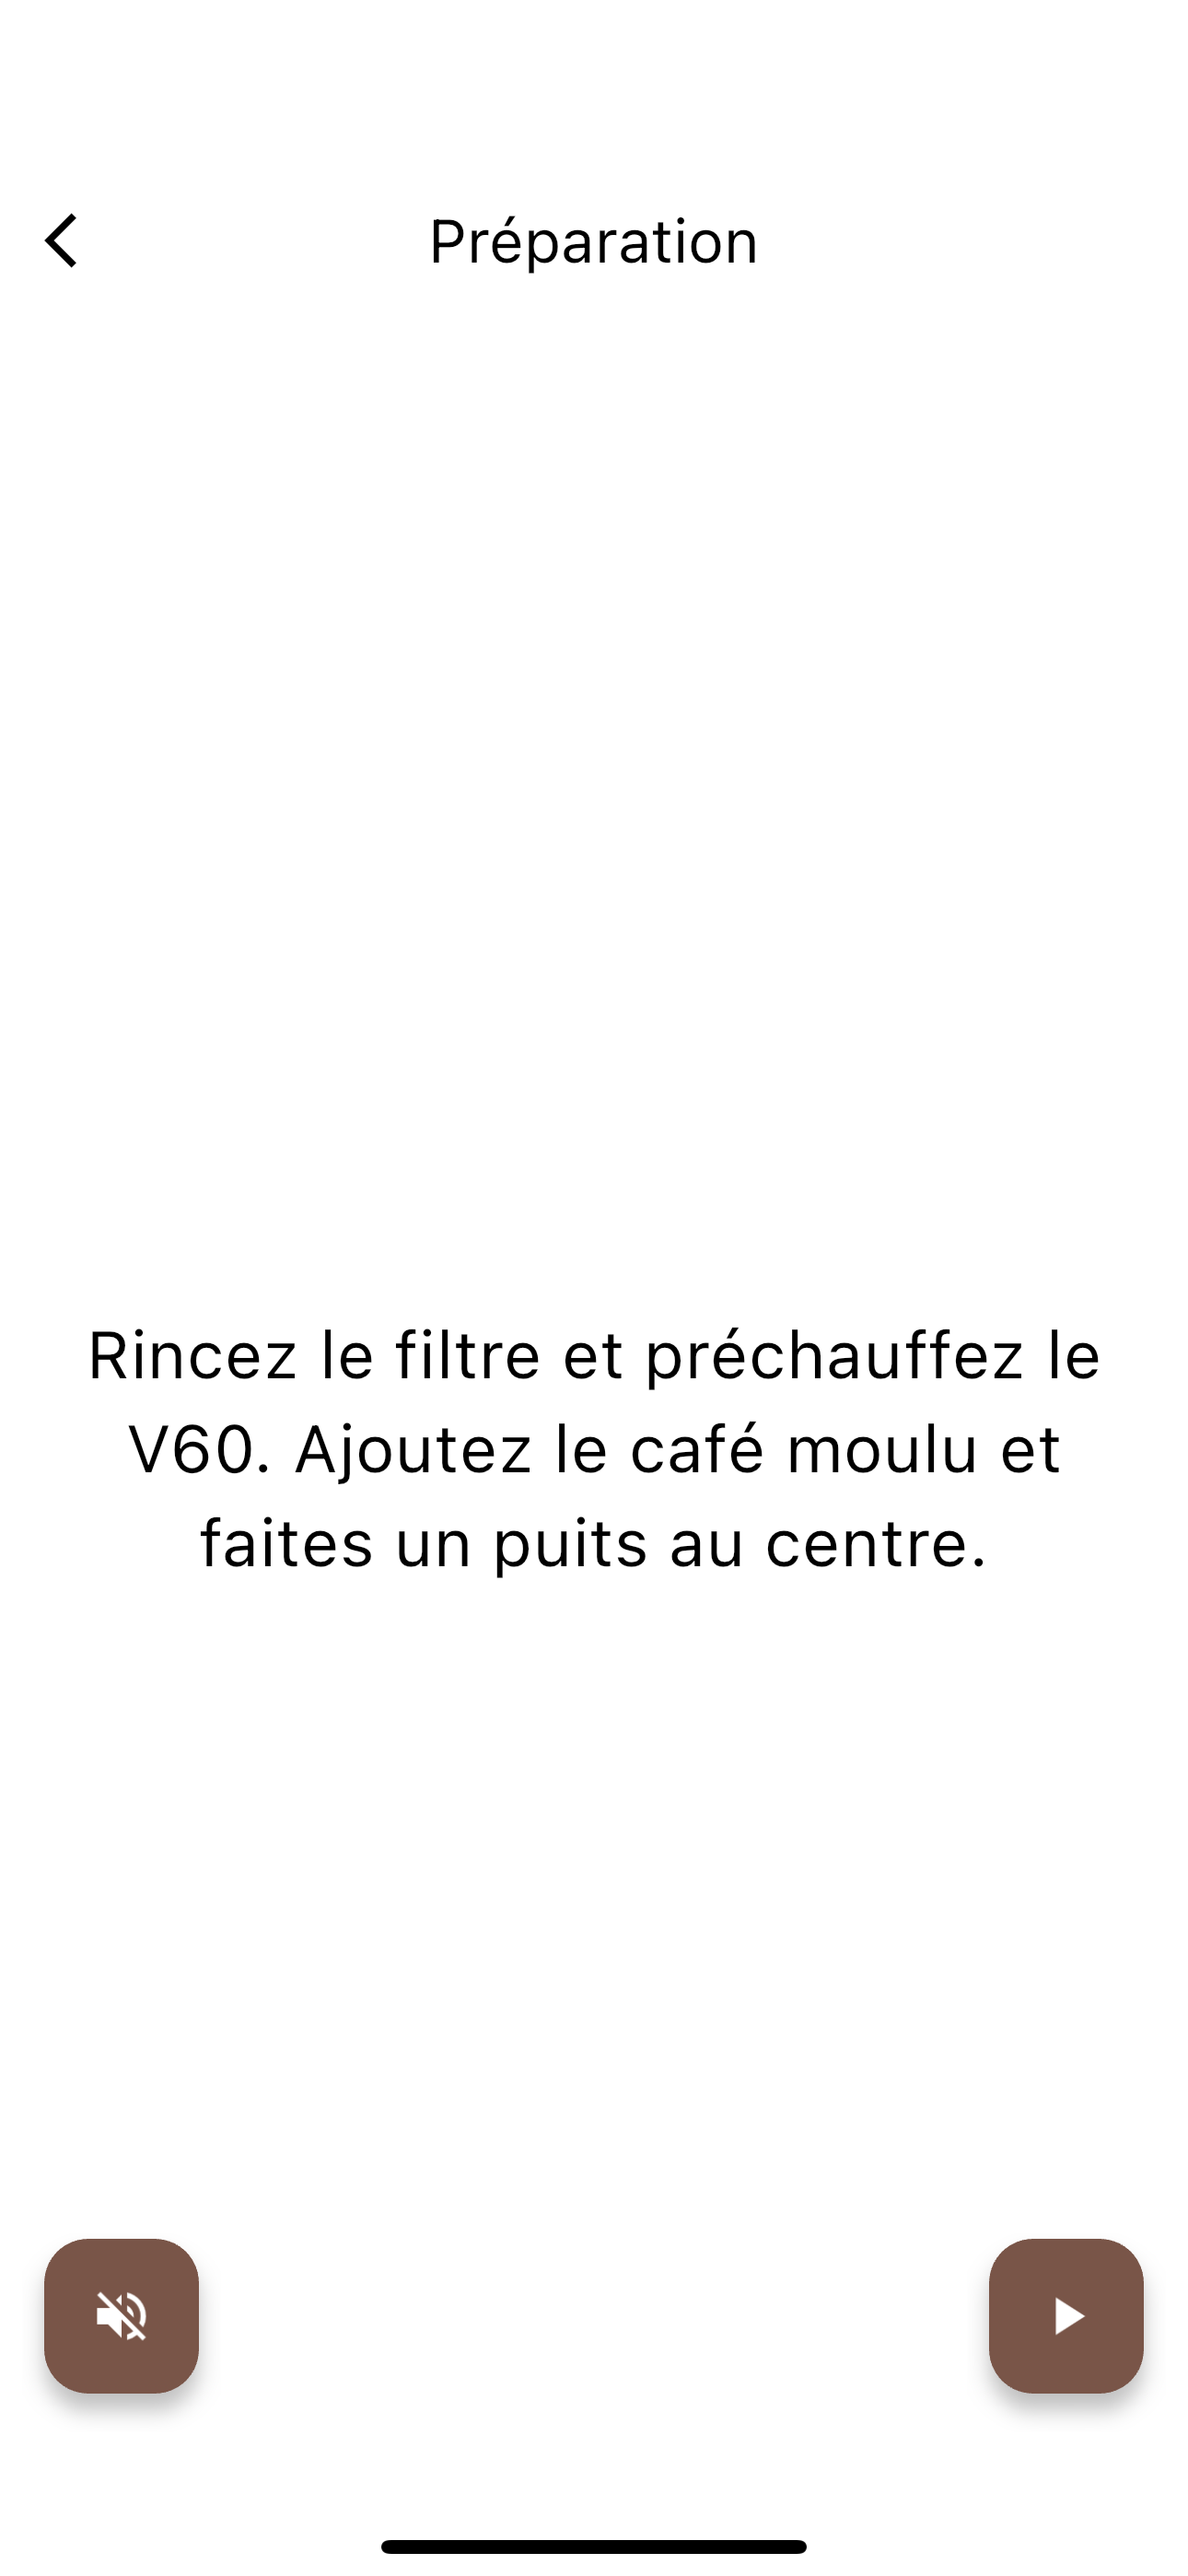 Préparation
Rincez le filtre et préchauffez le
V60. Ajoutez le café moulu et
faites un puits au centre.